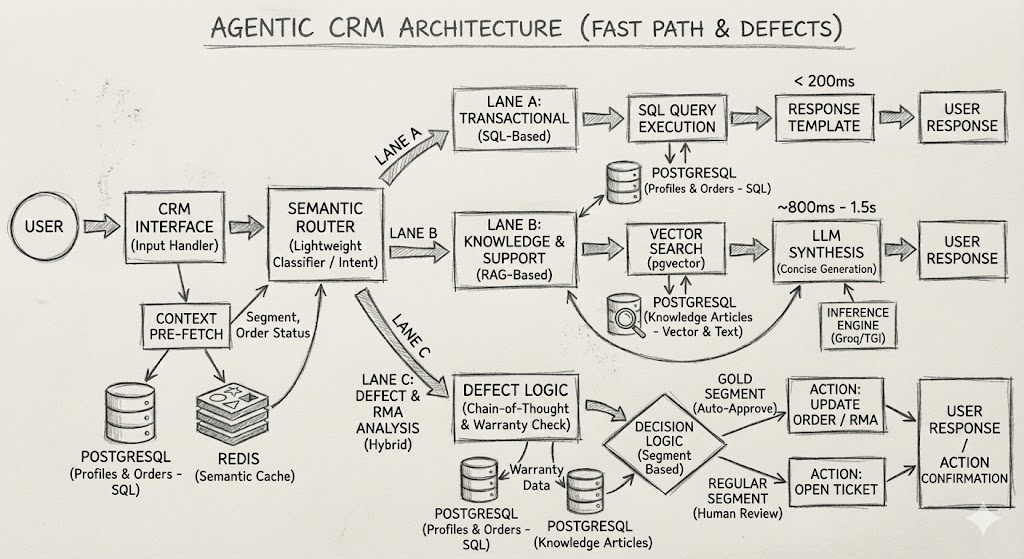 AGENTIC CRM ARCHITECTURE (FAST PATH & DEFECTS)
USER
CRM
INTERFACE
(Input Handler)
CONTEXT
PRE-FETCH
Segment,
Order Status
POSTGRESQL
(Profiles & Orders -
SQL)
REDIS
(Semantic Cache)
SEMANTIC
ROUTER
(Lightweight
Classifier / Intent)
LANE A
LANE A:
TRANSACTIONAL
(SQL-Based)
SQL QUERY
EXECUTION
POSTGRESQL
(Profiles & Orders - SQL)
< 200ms
RESPONSE
TEMPLATE
USER
RESPONSE
LANE B
LANE B:
KNOWLEDGE &
SUPPORT
(RAG-Based)
VECTOR
SEARCH
(pgvector)
POSTGRESQL
(Knowledge Articles
- Vector & Text)
~800ms - 1.5s
LLM
SYNTHESIS
(Concise Generation)
INFERENCE
ENGINE
(Groq/TGI)
USER
RESPONSE
LANE C
LANE C:
DEFECT &
RMA
ANALYSIS
(Hybrid)
DEFECT LOGIC
(Chain-of-Thought
& Warranty Check)
Warranty
Data
POSTGRESQL
(Profiles & Orders -
SQL)
POSTGRESQL
(Knowledge Articles)
DECISION
LOGIC
(Segment
Based)
GOLD
SEGMENT
(Auto-Approve)
ACTION:
UPDATE
ORDER / RMA
REGULAR
SEGMENT
(Human Review)
ACTION:
OPEN TICKET
USER
RESPONSE
/
ACTION
CONFIRMATION